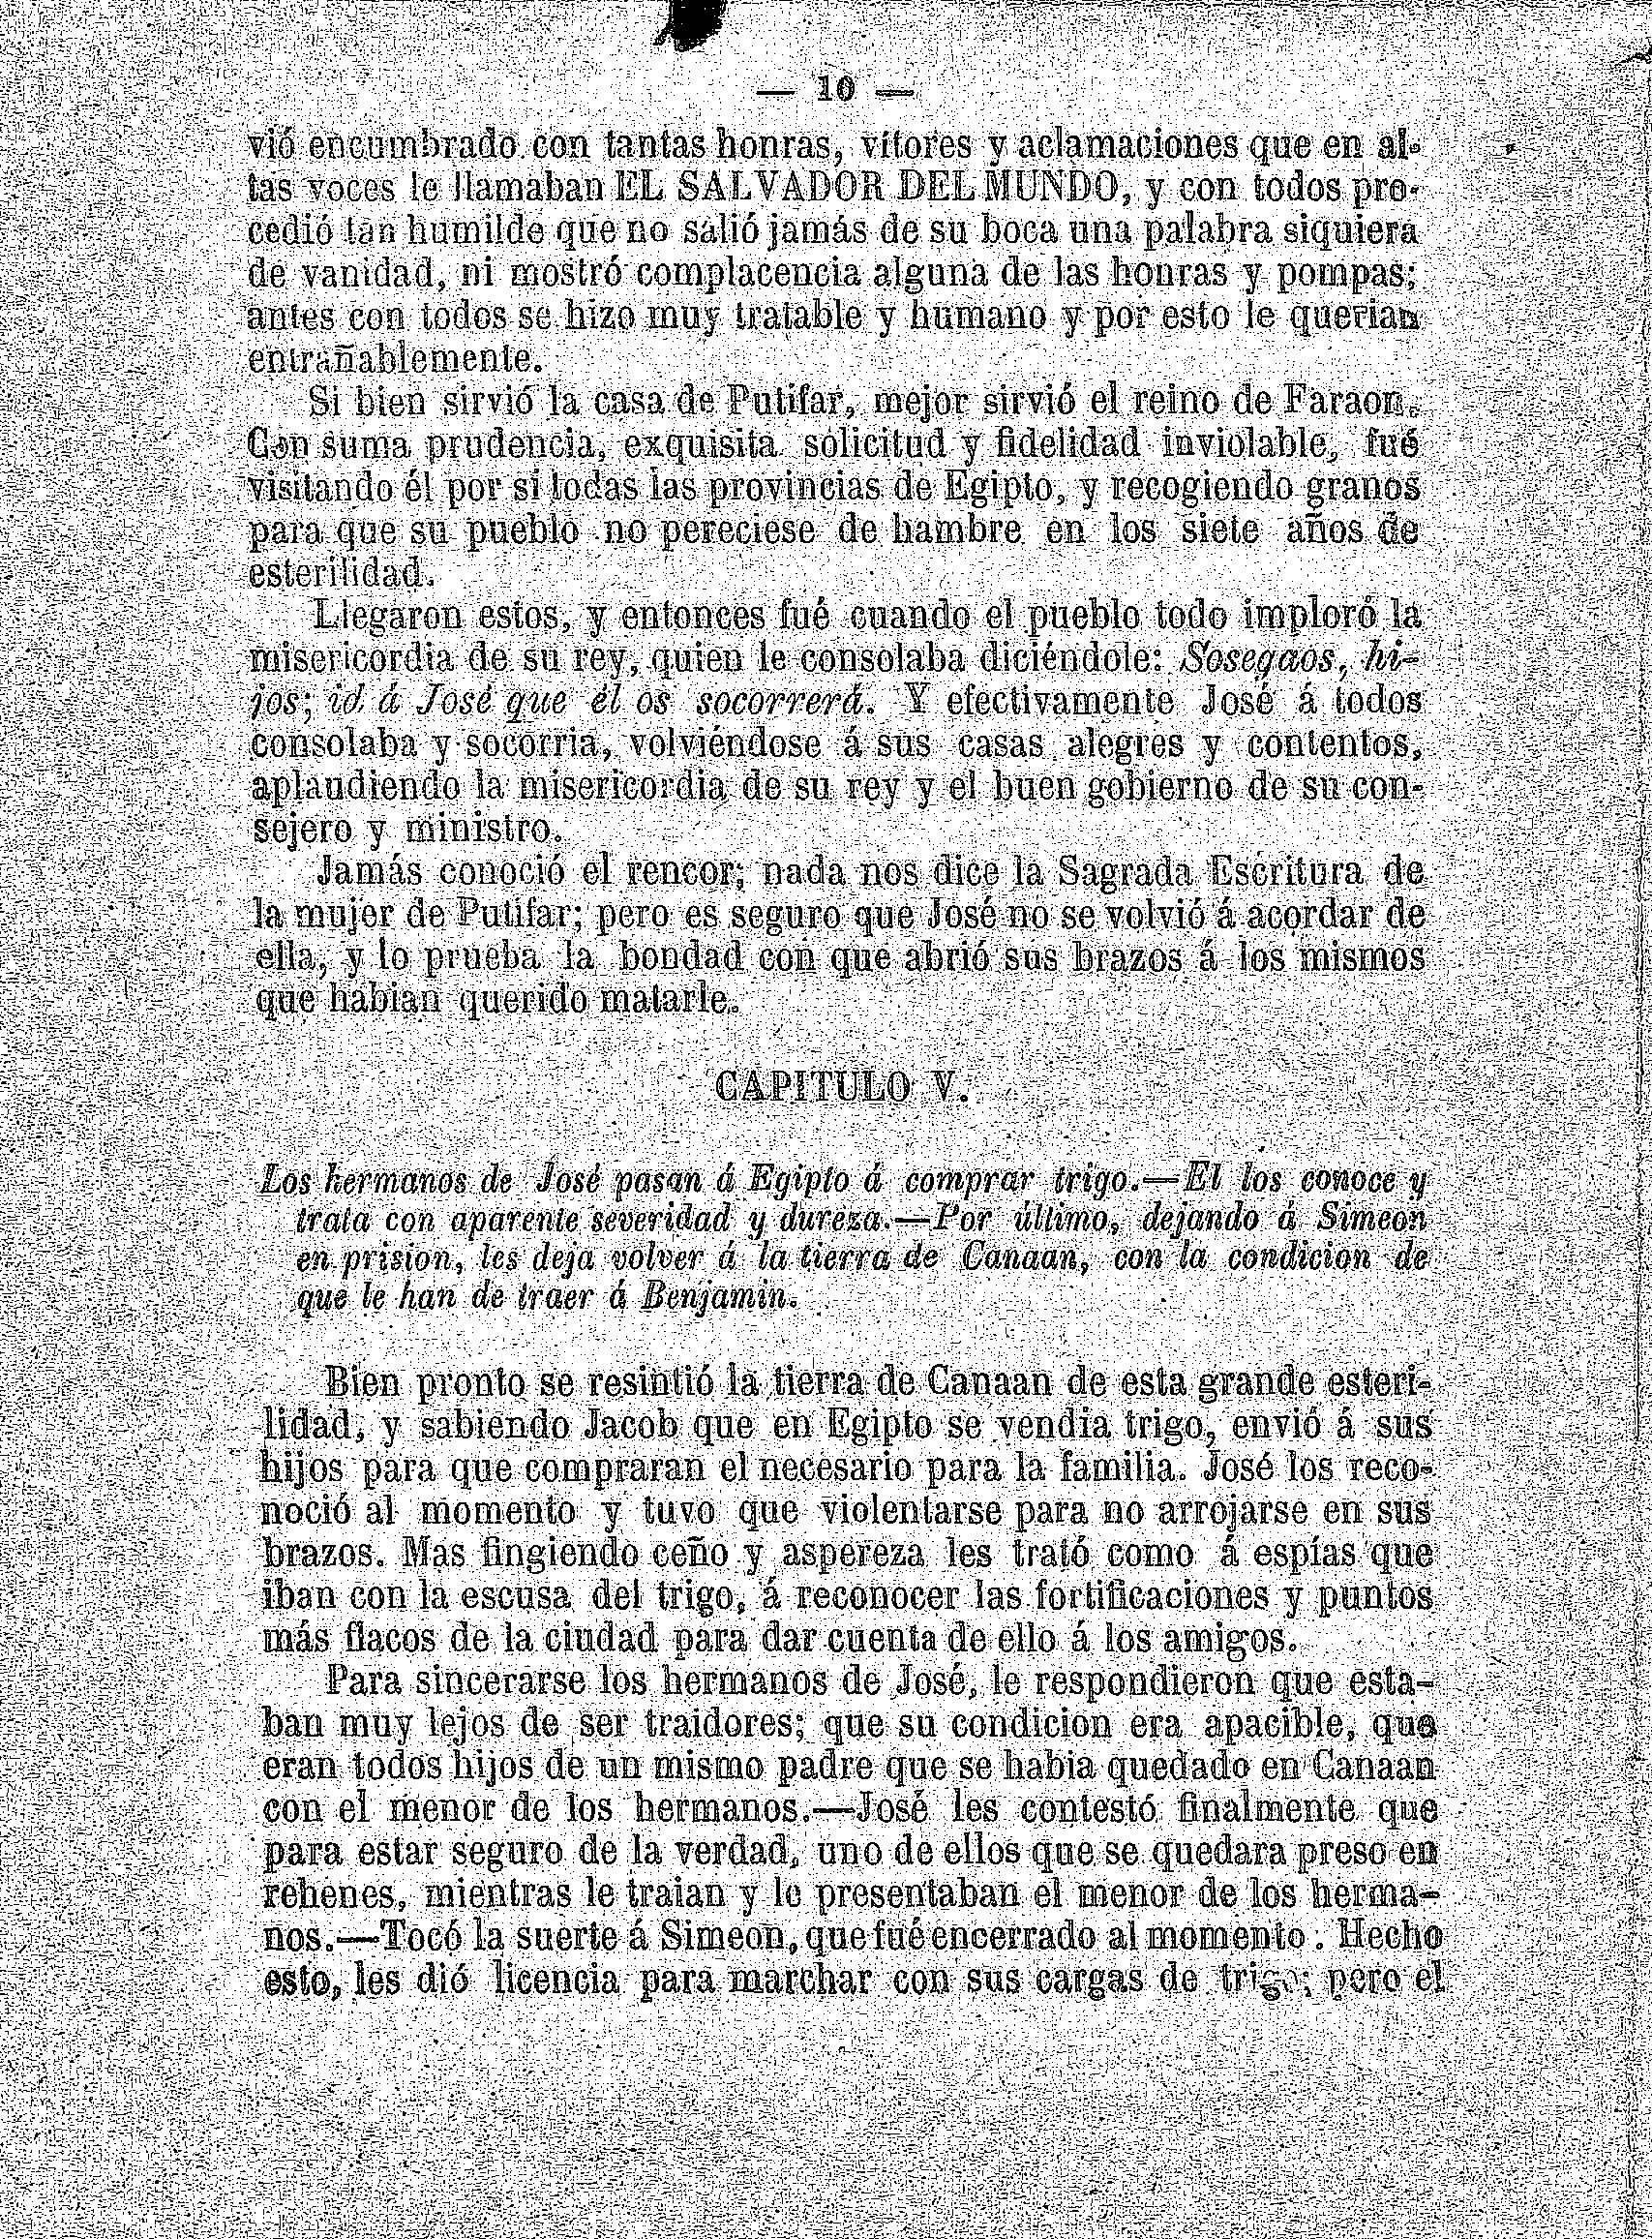 — 10 —
vió encumbrado con tantas honras, vítores y aclamaciones que en al-
tas voces le llamaban EL SALVADOR DEL MUNDO, y con todos pro-
cedió tan humilde que no salió jamás de su boca una palabra siquiera
de vanidad, ni mostró complacencia alguna de las honras y pompas;
antes con todos se hizo muy tratable y humano y por esto le querian
entrañablemente.
Si bien sirvió la casa de Putifar, mejor sirvió el reino de Faraon.
Con suma prudencia, exquisita solicitud y fidelidad inviolable, fué
visitando él por sí todas las provincias de Egipto, y recogiendo granos
para que su pueblo no pereciese de hambre en los siete años de
esterilidad.
Llegaron estos, y entonces fué cuando el pueblo todo imploró la
misericordia de su rey, quien le consolaba diciéndole: Sosegaos, hi-
jos; id á José que él os socorrerá. Y efectivamente José á todos
consolaba y socorria, volviéndose á sus casas alegres y contentos,
aplaudiendo la misericordia de su rey y el buen gobierno de su con-
sejero y ministro.
Jamás conoció el rencor; nada nos dice la Sagrada Escritura de
la mujer de Putifar; pero es seguro que José no se volvió á acordar de
ella, y lo prueba la bondad con que abrió sus brazos á los mismos
que habian querido matarle.
CAPITULO V.
Los hermanos de José pasan á Egipto á comprar trigo.—El los conoce y
trata con aparente severidad y dureza.—Por último, dejando á Simeon
en prision, les deja volver á la tierra de Canaan, con la condicion de
que le han de traer á Benjamin.
Bien pronto se resintió la tierra de Canaan de esta grande esteri-
lidad, y sabiendo Jacob que en Egipto se vendia trigo, envió á sus
hijos para que compraran el necesario para la familia. José los reco-
noció al momento y tuvo que violentarse para no arrojarse en sus
brazos. Mas fingiendo ceño y aspereza les trató como á espías que
iban con la escusa del trigo, á reconocer las fortificaciones y puntos
más flacos de la ciudad para dar cuenta de ello á los amigos.
Para sincerarse los hermanos de José, le respondieron que esta-
ban muy lejos de ser traidores; que su condicion era apacible, que
eran todos hijos de un mismo padre que se habia quedado en Canaan
con el menor de los hermanos.—José les contestó finalmente que
para estar seguro de la verdad, uno de ellos que se quedara preso en
rehenes, mientras le traian y le presentaban el menor de los herma-
nos.—Tocó la suerte á Simeon, que fué encerrado al momento. Hecho
esto, les dió licencia para marchar con sus cargas de trigo; pero el